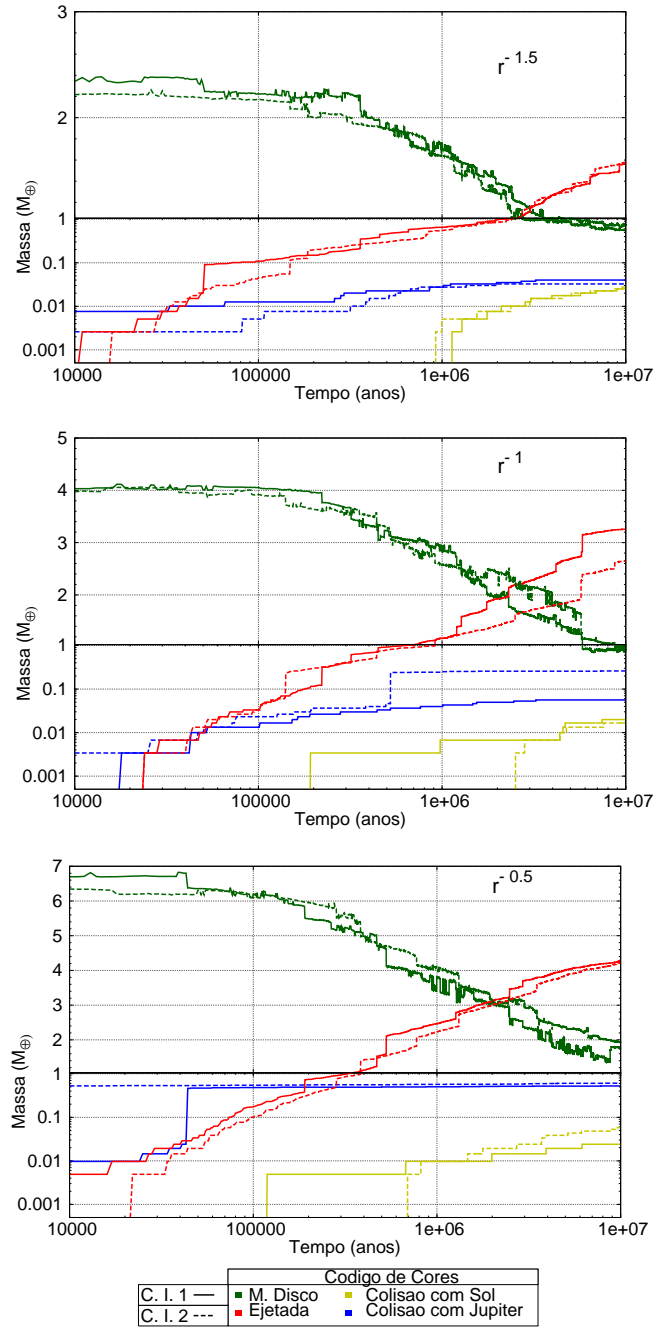 3
r^- 1.5
2
Massa (M⊕)
1
0.1
0.01
0.001
10000 100000 1e+06 1e+07
Tempo (anos)
5
r^- 1
4
3
2
Massa (M⊕)
1
0.1
0.01
0.001
10000 100000 1e+06 1e+07
Tempo (anos)
7
r^- 0.5
6
5
4
3
2
Massa (M⊕)
1
0.1
0.01
0.001
10000 100000 1e+06 1e+07
Tempo (anos)
Codigo de Cores
C. I. 1 M. Disco Colisao com Sol
C. I. 2 Ejetada Colisao com Jupiter